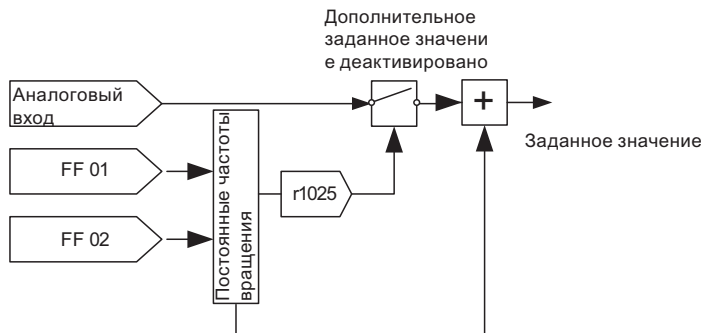 Дополнительное
заданное значени
е деактивировано
Аналоговый
вход
Заданное значение
FF 01
r1025
FF 02
Постоянные частоты
вращения